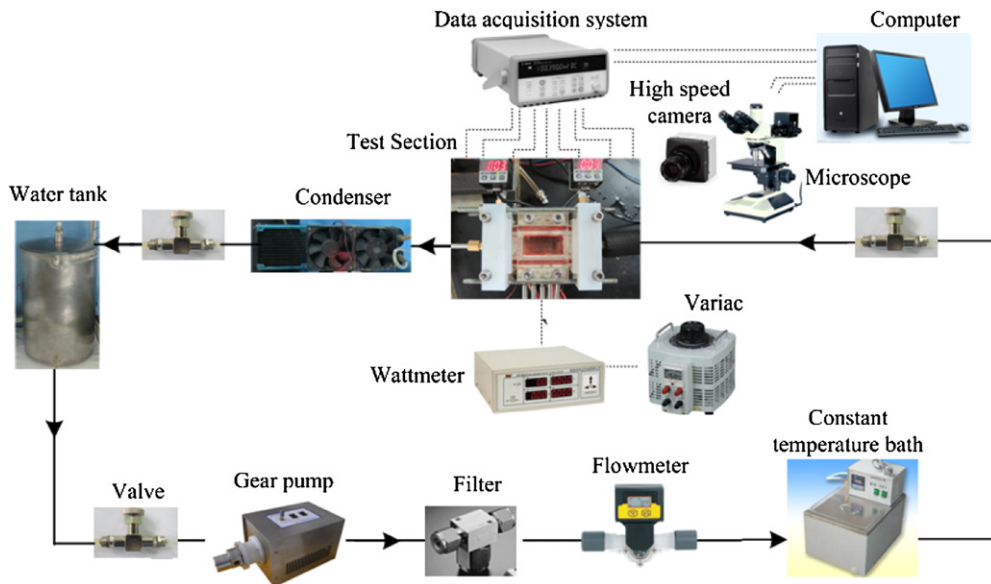 Data acquisition system
Computer
High speed
camera
Test Section
Microscope
Water tank
Condenser
Variac
Wattmeter
Constant
temperature bath
Flowmeter
Gear pump
Filter
Valve